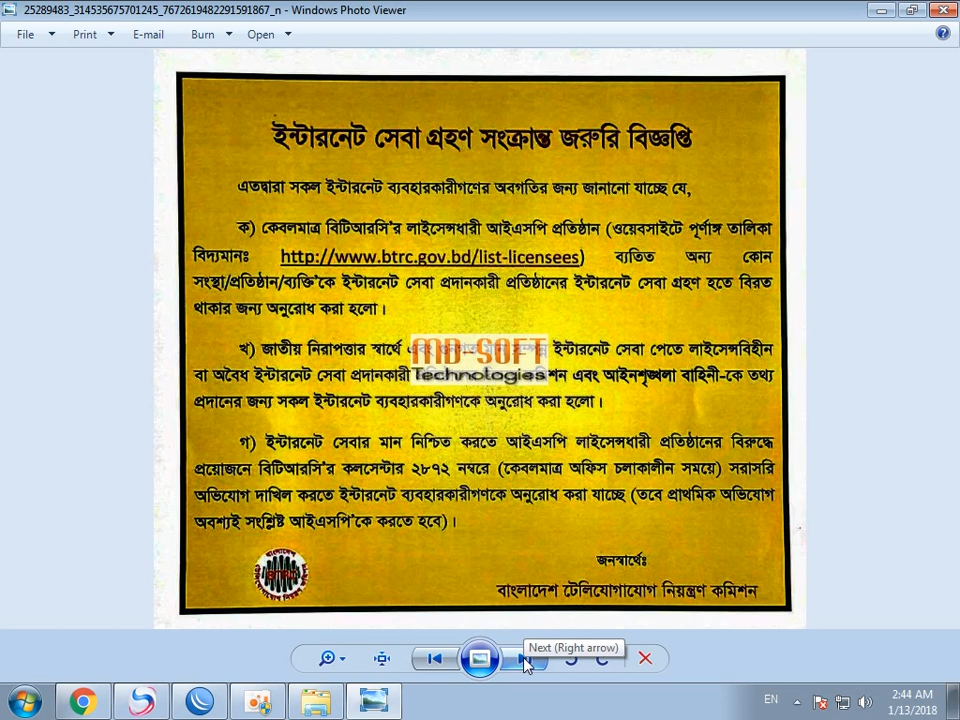 25289483_314535675701245_7672619482291591867_n - Windows Photo Viewer
File Print E-mail Burn Open
ইন্টারনেট সেবা গ্রহণ সংক্রান্ত জরুরি বিজ্ঞপ্তি
এতদ্বারা সকল ইন্টারনেট ব্যবহারকারীগণের অবগতির জন্য জানানো যাচ্ছে যে,
ক) কেবলমাত্র বিটিআরসি'র লাইসেন্সধারী আইএসপি প্রতিষ্ঠান (ওয়েবসাইটে পূর্ণাঙ্গ তালিকা
বিদ্যমানঃ http://www.btrc.gov.bd/list-licensees) ব্যতিত অন্য কোন
সংস্থা/প্রতিষ্ঠান/ব্যক্তি'কে ইন্টারনেট সেবা প্রদানকারী প্রতিষ্ঠানের ইন্টারনেট সেবা গ্রহণ হতে বিরত
থাকার জন্য অনুরোধ করা হলো।
খ) জাতীয় নিরাপত্তার স্বার্থে এবং ইন্টারনেট সেবা পেতে লাইসেন্সবিহীন
MD-SOFT
বা অবৈধ ইন্টারনেট সেবা প্রদানকারী শন এবং আইনশৃঙ্খলা বাহিনী-কে তথ্য
Technologies
প্রদানের জন্য সকল ইন্টারনেট ব্যবহারকারীগণকে অনুরোধ করা হলো।
গ) ইন্টারনেট সেবার মান নিশ্চিত করতে আইএসপি লাইসেন্সধারী প্রতিষ্ঠানের বিরুদ্ধে
প্রয়োজনে বিটিআরসি'র কলসেন্টার ২৮৭২ নম্বরে (কেবলমাত্র অফিস চলাকালীন সময়ে) সরাসরি
অভিযোগ দাখিল করতে ইন্টারনেট ব্যবহারকারীগণকে অনুরোধ করা যাচ্ছে (তবে প্রাথমিক অভিযোগ
অবশ্যই সংশ্লিষ্ট আইএসপি'কে করতে হবে)।
জনস্বার্থেঃ
বাংলাদেশ টেলিযোগাযোগ নিয়ন্ত্রণ কমিশন
Next (Right arrow)
EN 2:44 AM
1/13/2018